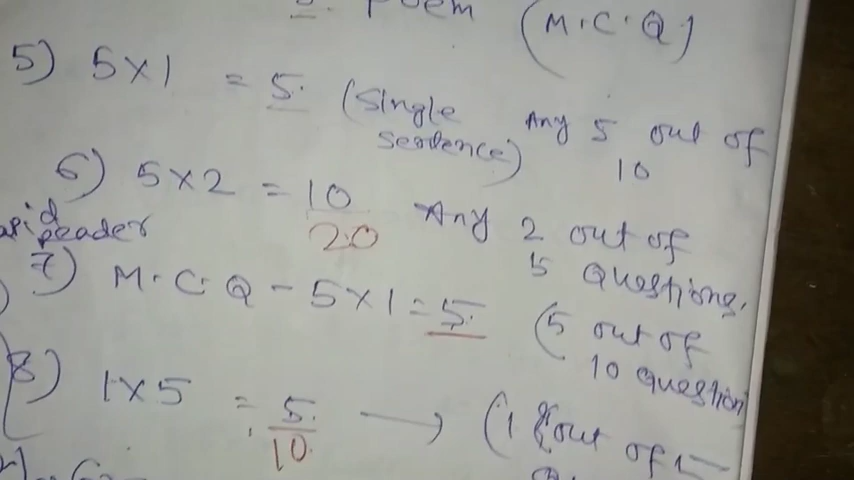 Poem (M.C.Q)
5) 5×1 = 5. (Single sentence) Any 5 out of 10
6) 5×2 = 10 Any 2 out of 5 Questions.
20
Reader
7) M.C.Q - 5×1 = 5. (5 out of 10 Question
8) 1×5 = 5. → (1 out of
10.